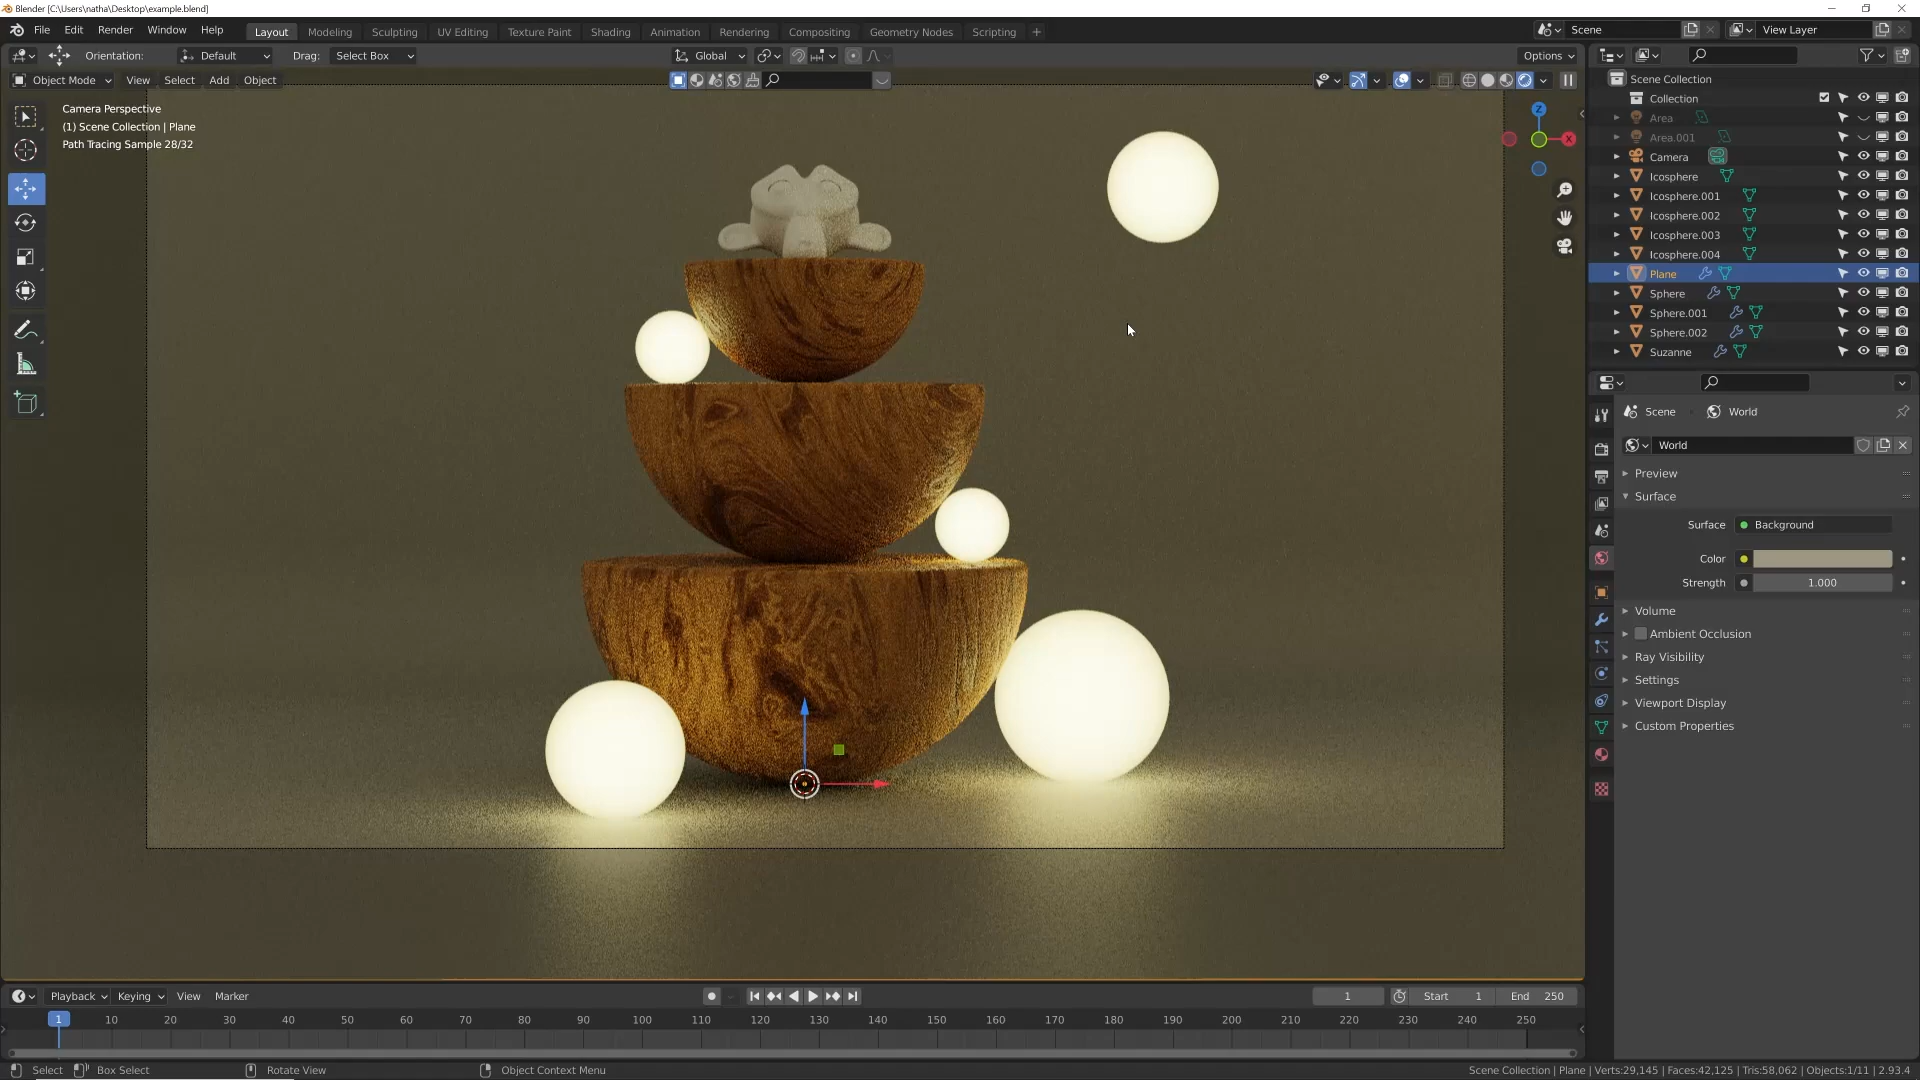 Blender [C:\Users\natha\Desktop\example.blend]
File Edit Render Window Help Layout Modeling Sculpting UV Editing Texture Paint Shading Animation Rendering Compositing Geometry Nodes Scripting + Scene View Layer
Orientation: Default Drag: Select Box Global Options
Object Mode View Select Add Object
Camera Perspective
(1) Scene Collection | Plane
Path Tracing Sample 28/32
Z
X
Scene Collection
Collection
Area
Area.001
Camera
Icosphere
Icosphere.001
Icosphere.002
Icosphere.003
Icosphere.004
Plane
Sphere
Sphere.001
Sphere.002
Suzanne
Scene World
World
Preview
Surface
Surface Background
Color
Strength 1.000
Volume
Ambient Occlusion
Ray Visibility
Settings
Viewport Display
Custom Properties
Playback Keying View Marker 1 Start 1 End 250
1 10 20 30 40 50 60 70 80 90 100 110 120 130 140 150 160 170 180 190 200 210 220 230 240 250
Select Box Select Rotate View Object Context Menu Scene Collection | Plane | Verts:29,145 | Faces:42,125 | Tris:58,062 | Objects:1/11 | 2.93.4